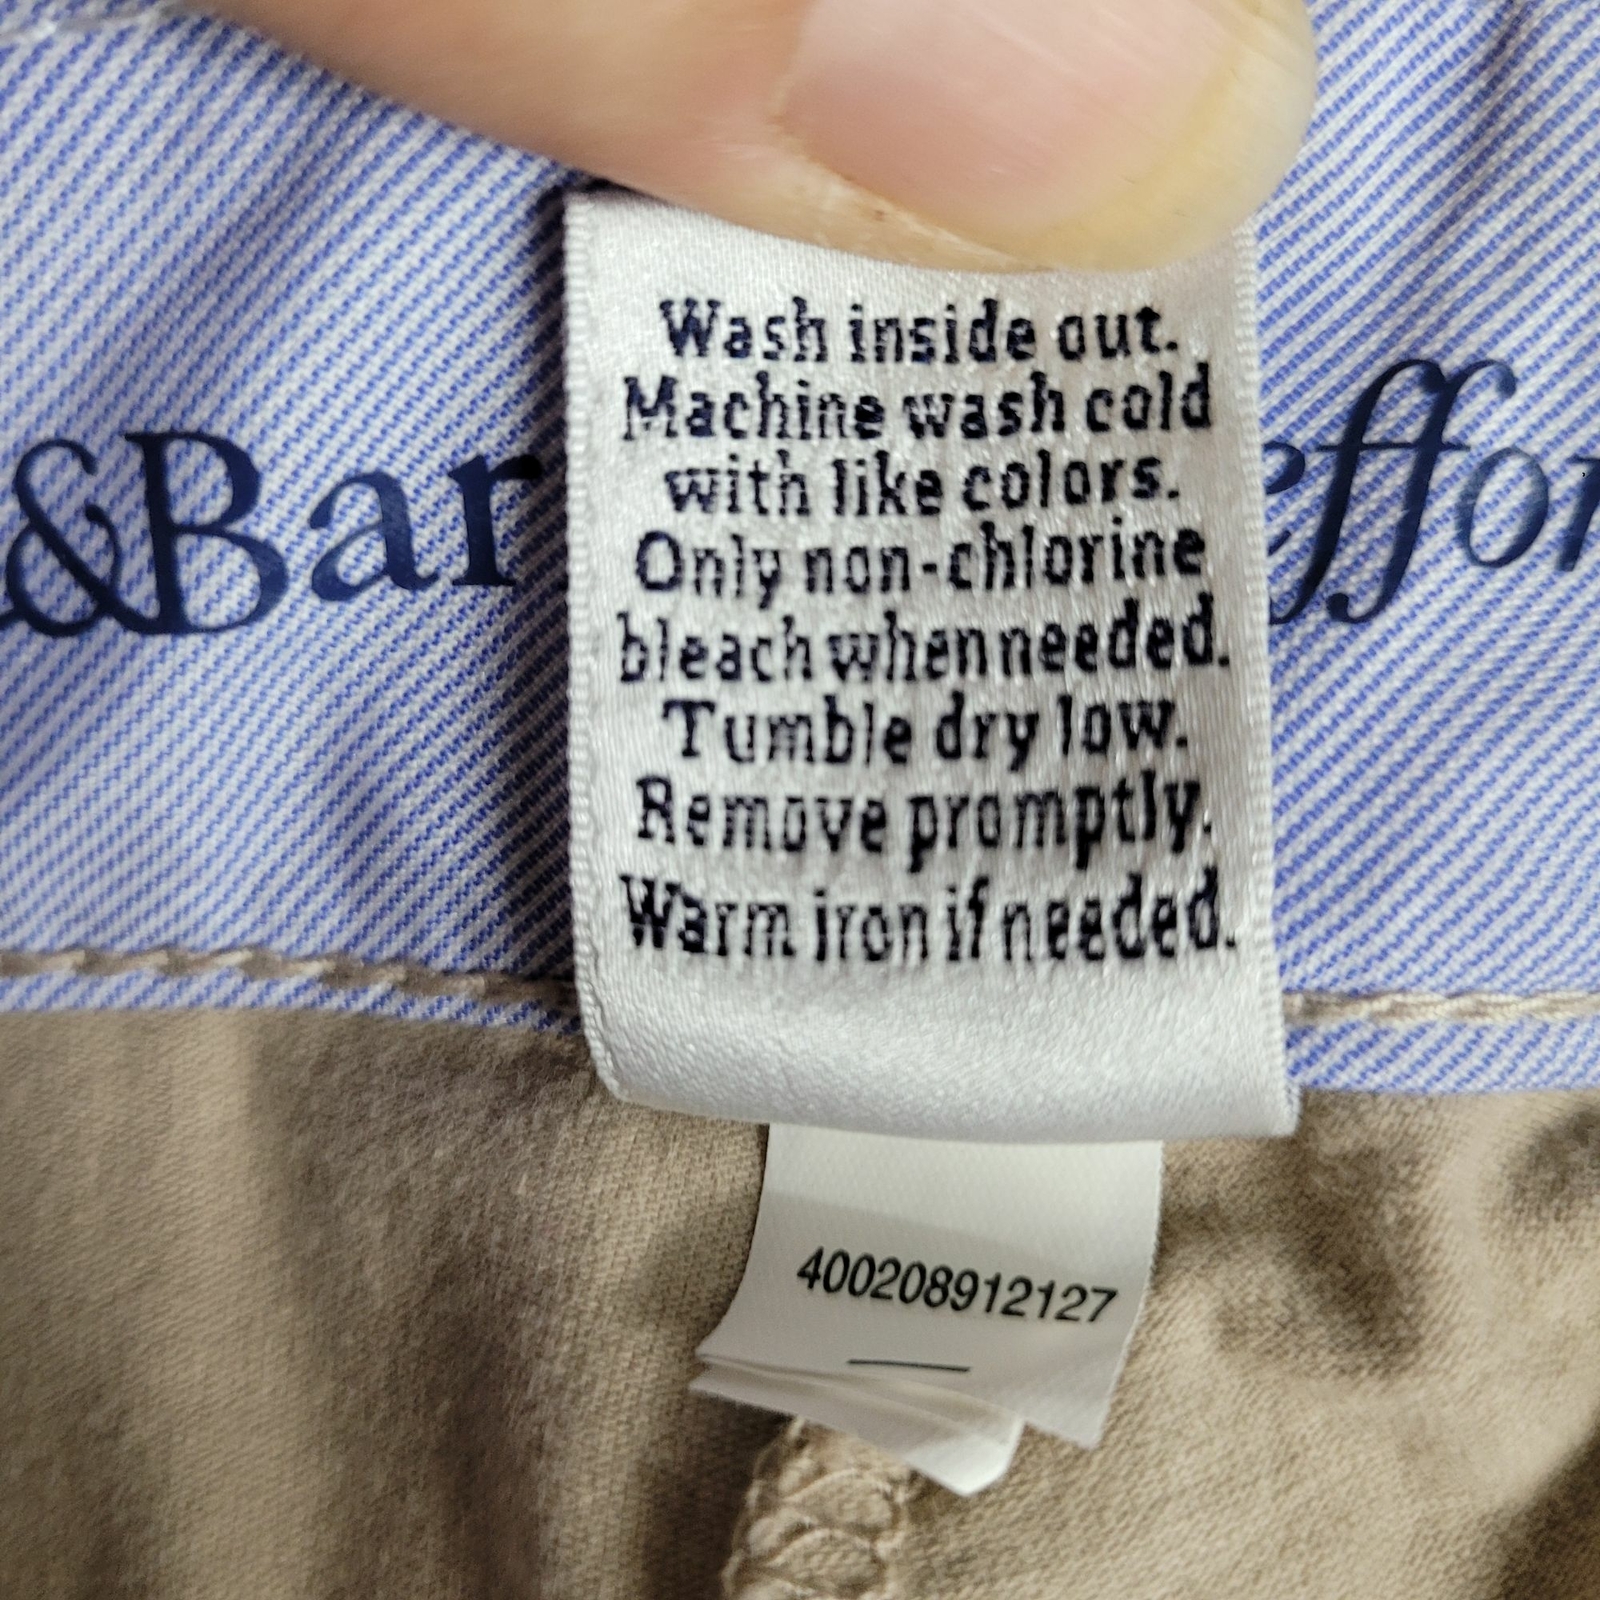 Wash inside out.
Machine wash cold
with like colors.
Only non-chlorine
bleach when needed.
Tumble dry low.
Remove promptly.
Warm iron if needed.
&Bar
effor
400208912127